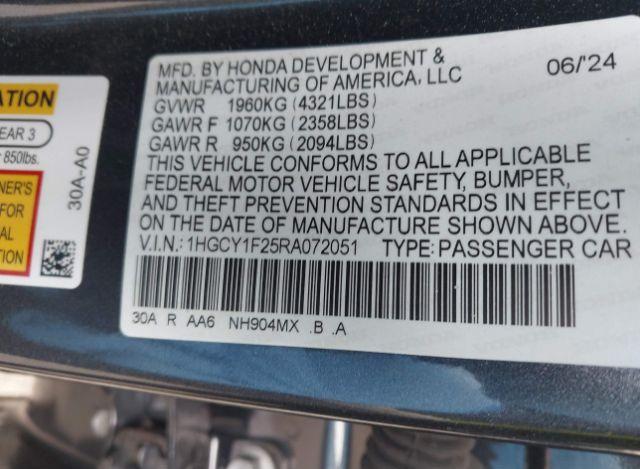 MFD. BY HONDA DEVELOPMENT &
MANUFACTURING OF AMERICA, LLC 06/24
GVWR 1960KG (4321LBS)
GAWR F 1070KG (2358LBS)
GAWR R 950KG (2094LBS)
THIS VEHICLE CONFORMS TO ALL APPLICABLE
FEDERAL MOTOR VEHICLE SAFETY, BUMPER,
AND THEFT PREVENTION STANDARDS IN EFFECT
ON THE DATE OF MANUFACTURE SHOWN ABOVE.
V.I.N.: 1HGCY1F25RA072051 TYPE: PASSENGER CAR
30A R AA6 NH904MX .B .A
ATION
EAR 3
850lbs.
NER'S
FOR
AL
30A-A0